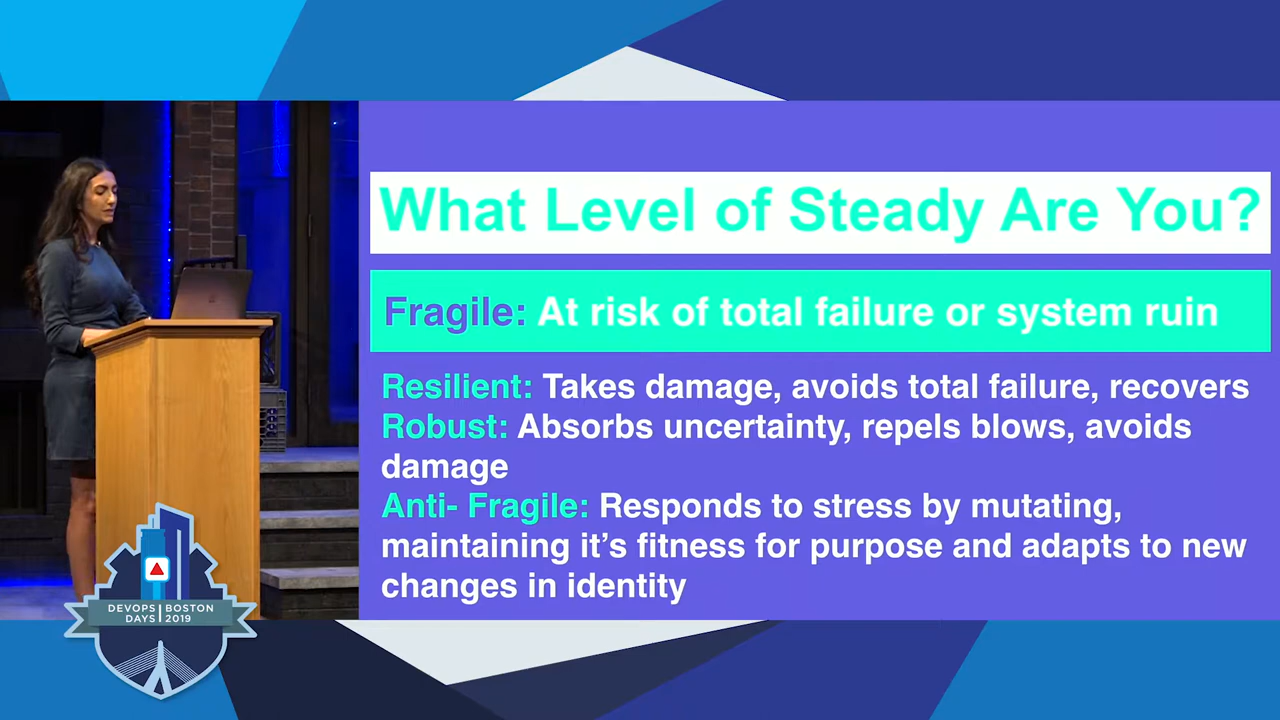 What Level of Steady Are You?
Fragile: At risk of total failure or system ruin
Resilient: Takes damage, avoids total failure, recovers
Robust: Absorbs uncertainty, repels blows, avoids
damage
Anti- Fragile: Responds to stress by mutating,
maintaining it’s fitness for purpose and adapts to new
changes in identity
DEVOPS BOSTON
DAYS 2019